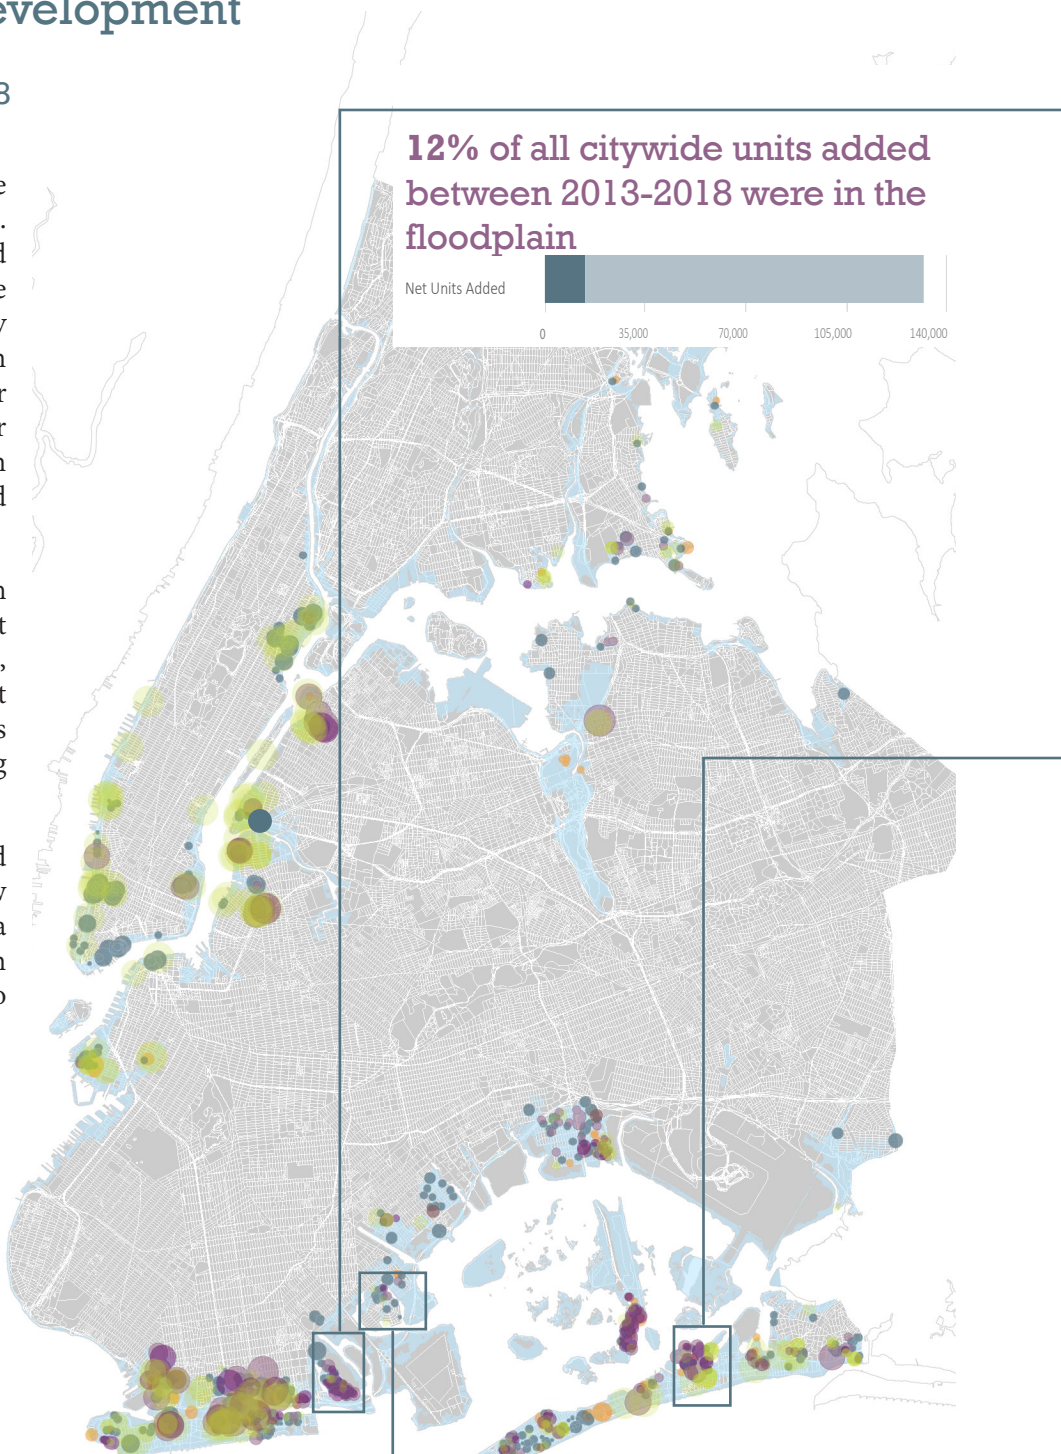 evelopment
8
12% of all citywide units added
between 2013-2018 were in the
floodplain
Net Units Added
0 35,000 70,000 105,000 140,000